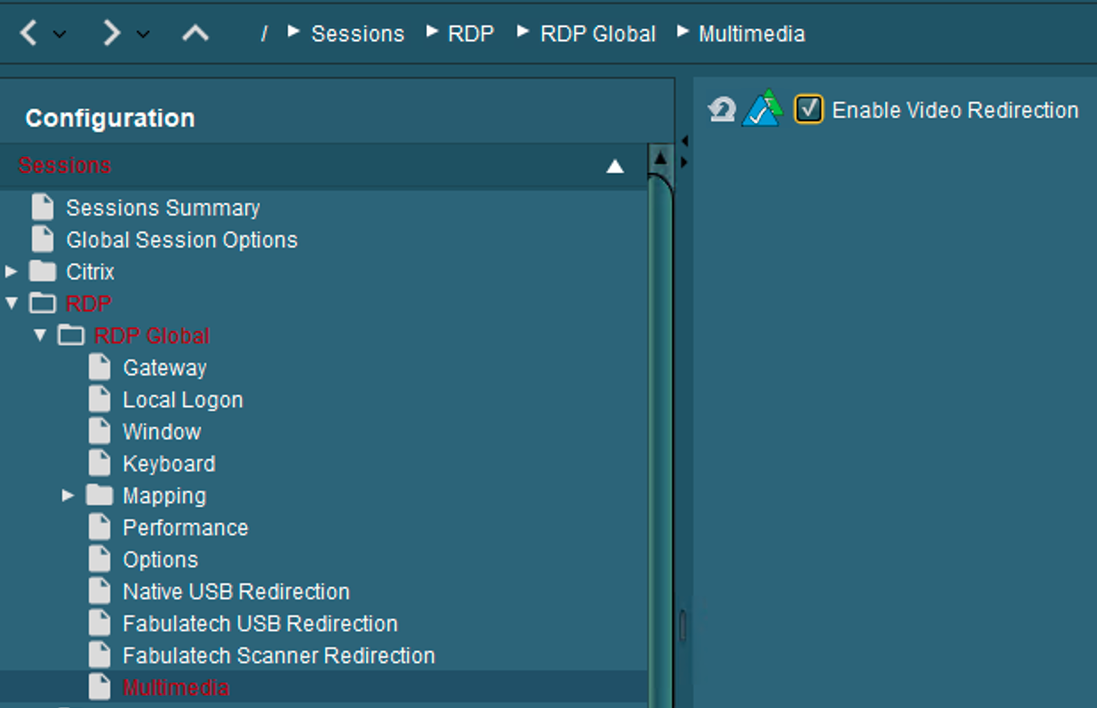 / Sessions RDP RDP Global Multimedia
Configuration
Enable Video Redirection
Sessions
Sessions Summary
Global Session Options
Citrix
RDP
RDP Global
Gateway
Local Logon
Window
Keyboard
Mapping
Performance
Options
Native USB Redirection
Fabulatech USB Redirection
Fabulatech Scanner Redirection
Multimedia